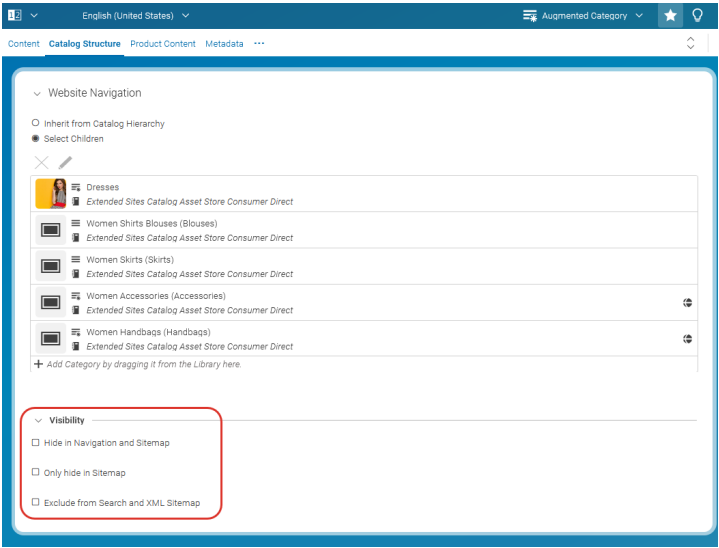 English (United States) Augmented Category
Content Catalog Structure Product Content Metadata ...
Website Navigation
Inherit from Catalog Hierarchy
Select Children
Dresses
Extended Sites Catalog Asset Store Consumer Direct
Women Shirts Blouses (Blouses)
Extended Sites Catalog Asset Store Consumer Direct
Women Skirts (Skirts)
Extended Sites Catalog Asset Store Consumer Direct
Women Accessories (Accessories)
Extended Sites Catalog Asset Store Consumer Direct
Women Handbags (Handbags)
Extended Sites Catalog Asset Store Consumer Direct
Add Category by dragging it from the Library here.
Visibility
Hide in Navigation and Sitemap
Only hide in Sitemap
Exclude from Search and XML Sitemap